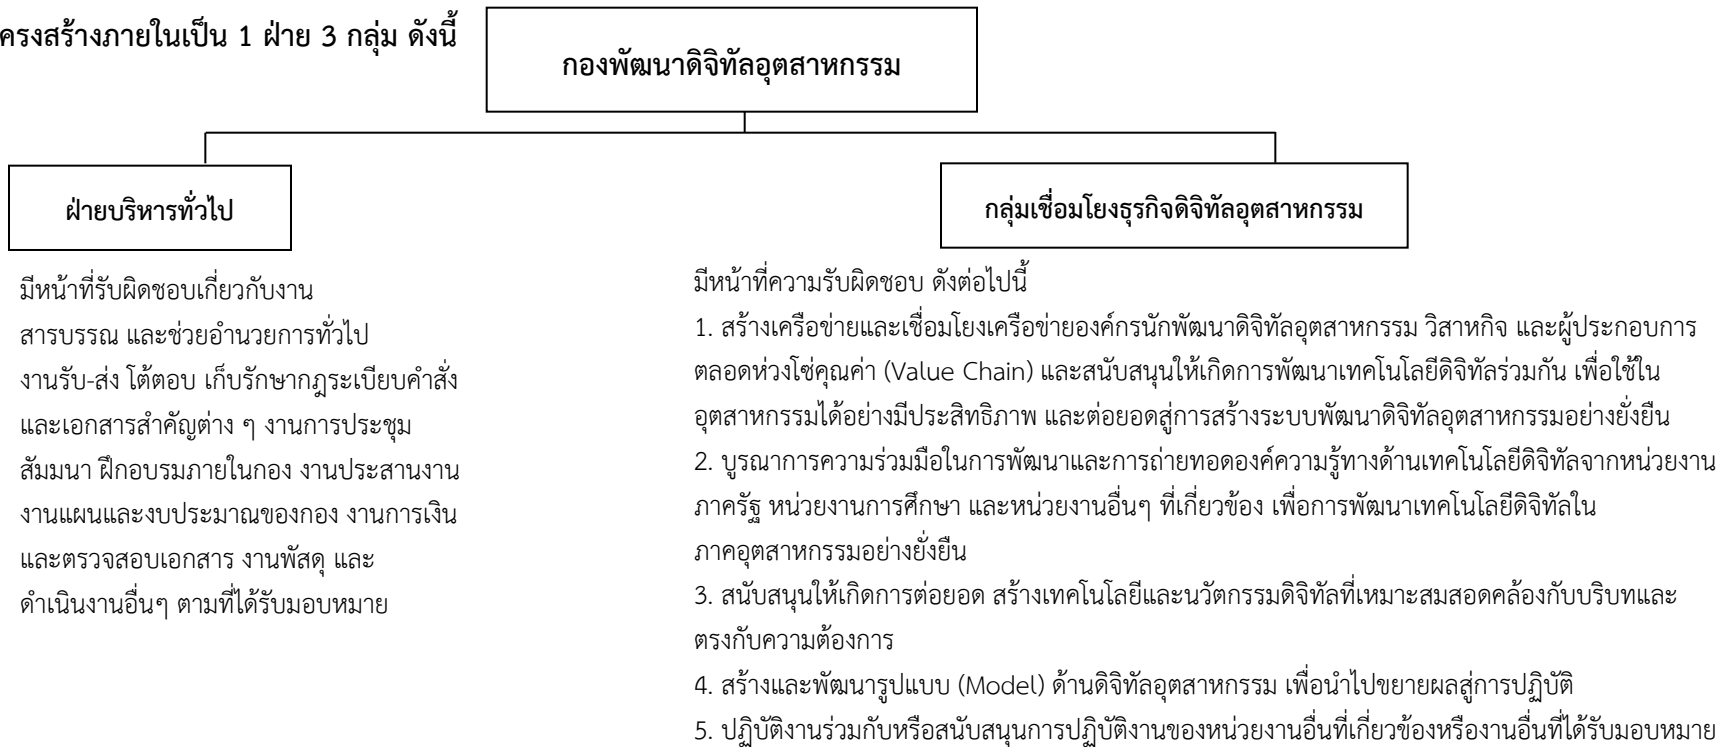 ครงสร้างภายในเป็น 1 ฝ่าย 3 กลุ่ม ดังนี้
กองพัฒนาดิจิทัลอุตสาหกรรม
ฝ่ายบริหารทั่วไป
มีหน้าที่รับผิดชอบเกี่ยวกับงาน
สารบรรณ และช่วยอำนวยการทั่วไป
งานรับ-ส่ง โต้ตอบ เก็บรักษากฎระเบียบคำสั่ง
และเอกสารสำคัญต่าง ๆ งานการประชุม
สัมมนา ฝึกอบรมภายในกอง งานประสานงาน
งานแผนและงบประมาณของกอง งานการเงิน
และตรวจสอบเอกสาร งานพัสดุ และ
ดำเนินงานอื่นๆ ตามที่ได้รับมอบหมาย
กลุ่มเชื่อมโยงธุรกิจดิจิทัลอุตสาหกรรม
มีหน้าที่ความรับผิดชอบ ดังต่อไปนี้
1. สร้างเครือข่ายและเชื่อมโยงเครือข่ายองค์กรนักพัฒนาดิจิทัลอุตสาหกรรม วิสาหกิจ และผู้ประกอบการ
ตลอดห่วงโซ่คุณค่า (Value Chain) และสนับสนุนให้เกิดการพัฒนาเทคโนโลยีดิจิทัลร่วมกัน เพื่อใช้ใน
อุตสาหกรรมได้อย่างมีประสิทธิภาพ และต่อยอดสู่การสร้างระบบพัฒนาดิจิทัลอุตสาหกรรมอย่างยั่งยืน
2. บูรณาการความร่วมมือในการพัฒนาและการถ่ายทอดองค์ความรู้ทางด้านเทคโนโลยีดิจิทัลจากหน่วยงาน
ภาครัฐ หน่วยงานการศึกษา และหน่วยงานอื่นๆ ที่เกี่ยวข้อง เพื่อการพัฒนาเทคโนโลยีดิจิทัลใน
ภาคอุตสาหกรรมอย่างยั่งยืน
3. สนับสนุนให้เกิดการต่อยอด สร้างเทคโนโลยีและนวัตกรรมดิจิทัลที่เหมาะสมสอดคล้องกับบริบทและ
ตรงกับความต้องการ
4. สร้างและพัฒนารูปแบบ (Model) ด้านดิจิทัลอุตสาหกรรม เพื่อนำไปขยายผลสู่การปฏิบัติ
5. ปฏิบัติงานร่วมกับหรือสนับสนุนการปฏิบัติงานของหน่วยงานอื่นที่เกี่ยวข้องหรืองานอื่นที่ได้รับมอบหมาย